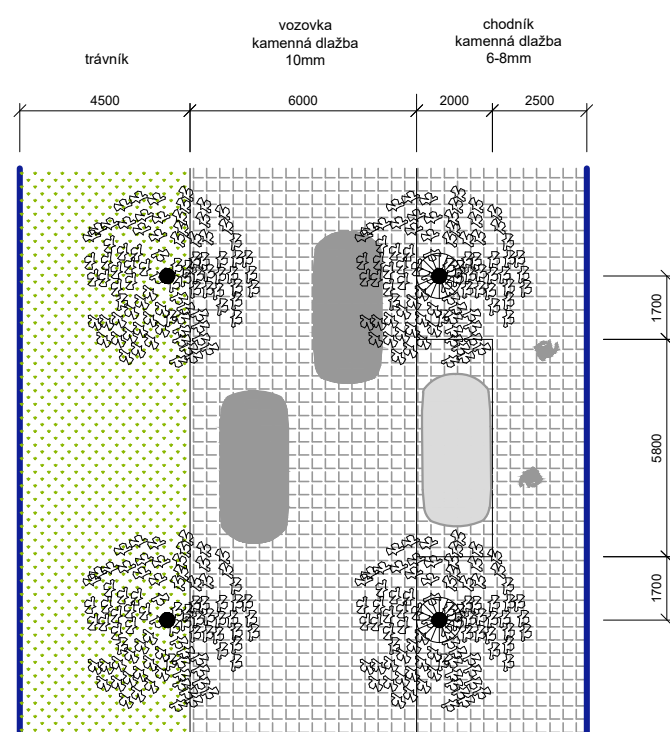 trávník
vozovka
kamenná dlažba
10mm
chodník
kamenná dlažba
6-8mm
4500
6000
2000
2500
1700
5800
1700